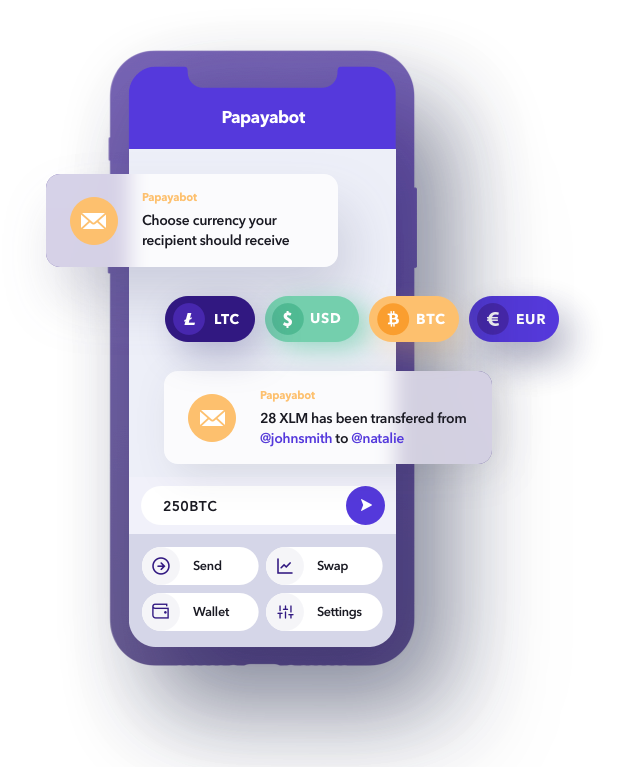 Papayabot
Papayabot
Choose currency your
recipient should receive
LTC
USD
BTC
EUR
Papayabot
28 XLM has been transfered from
@johnsmith to @natalie
250BTC
Send
Swap
Wallet
Settings